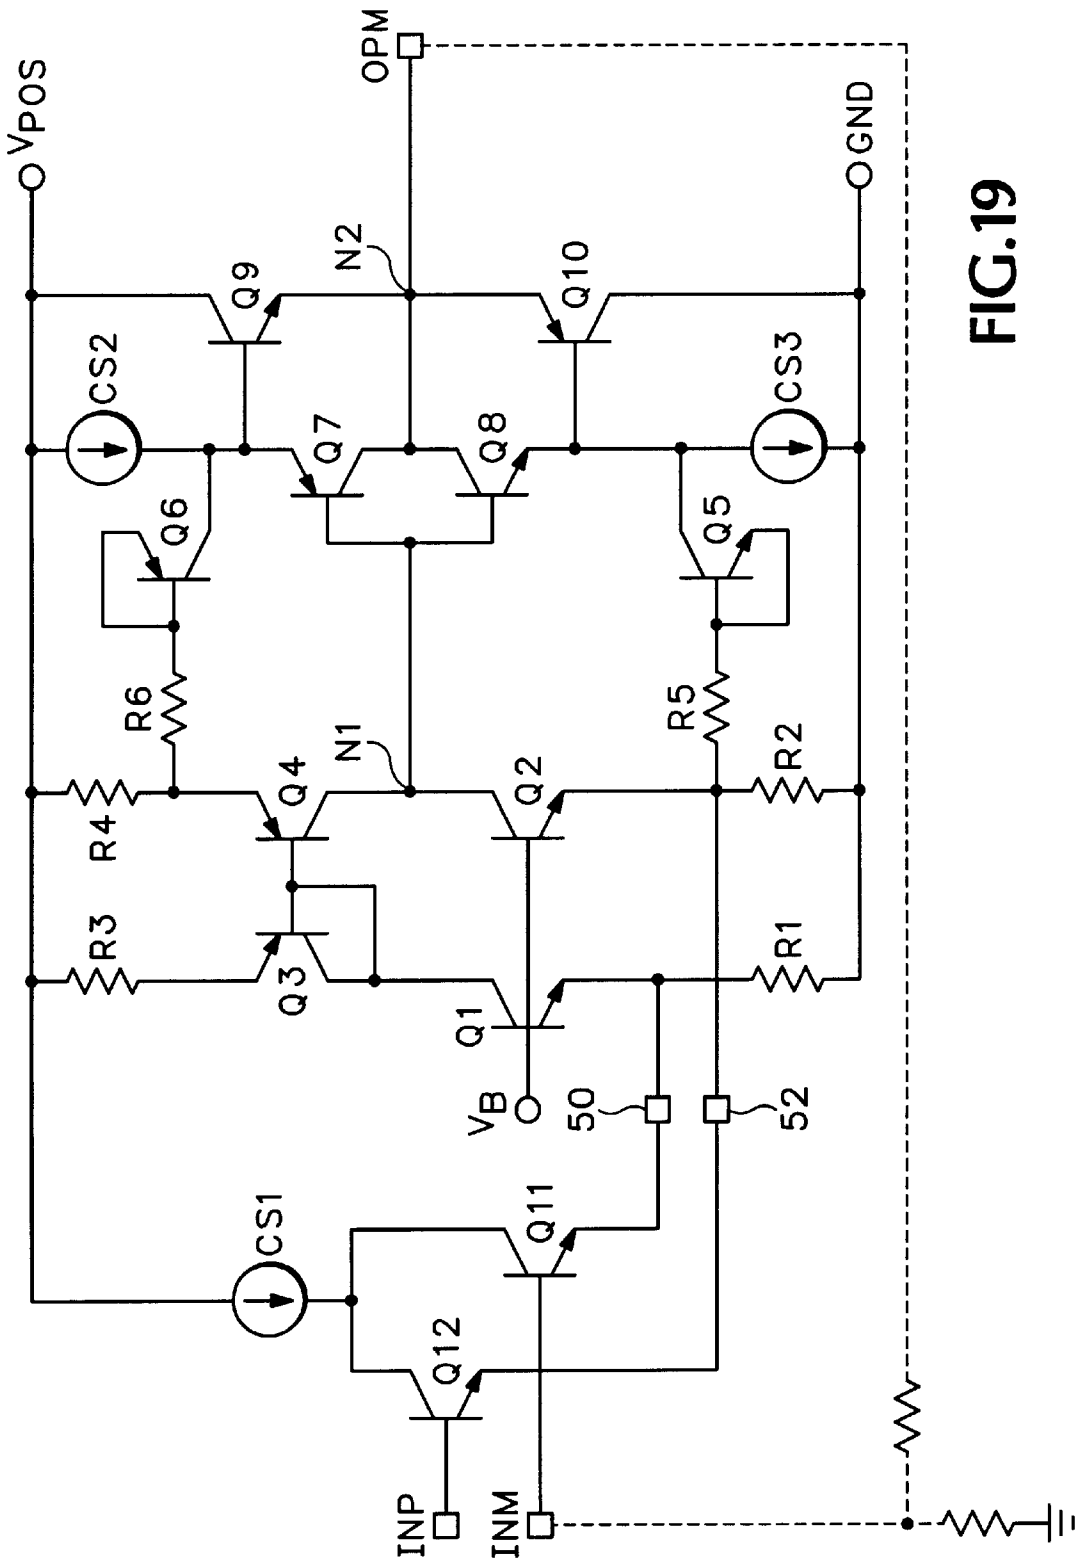 VPOS
OPM
GND
CS2
Q9
N2
Q10
CS3
Q6
Q7
Q8
Q5
R6
N1
R5
R4
Q4
Q2
R2
R3
Q3
Q1
R1
VB
50
52
CS1
Q11
Q12
INP
INM
FIG.19